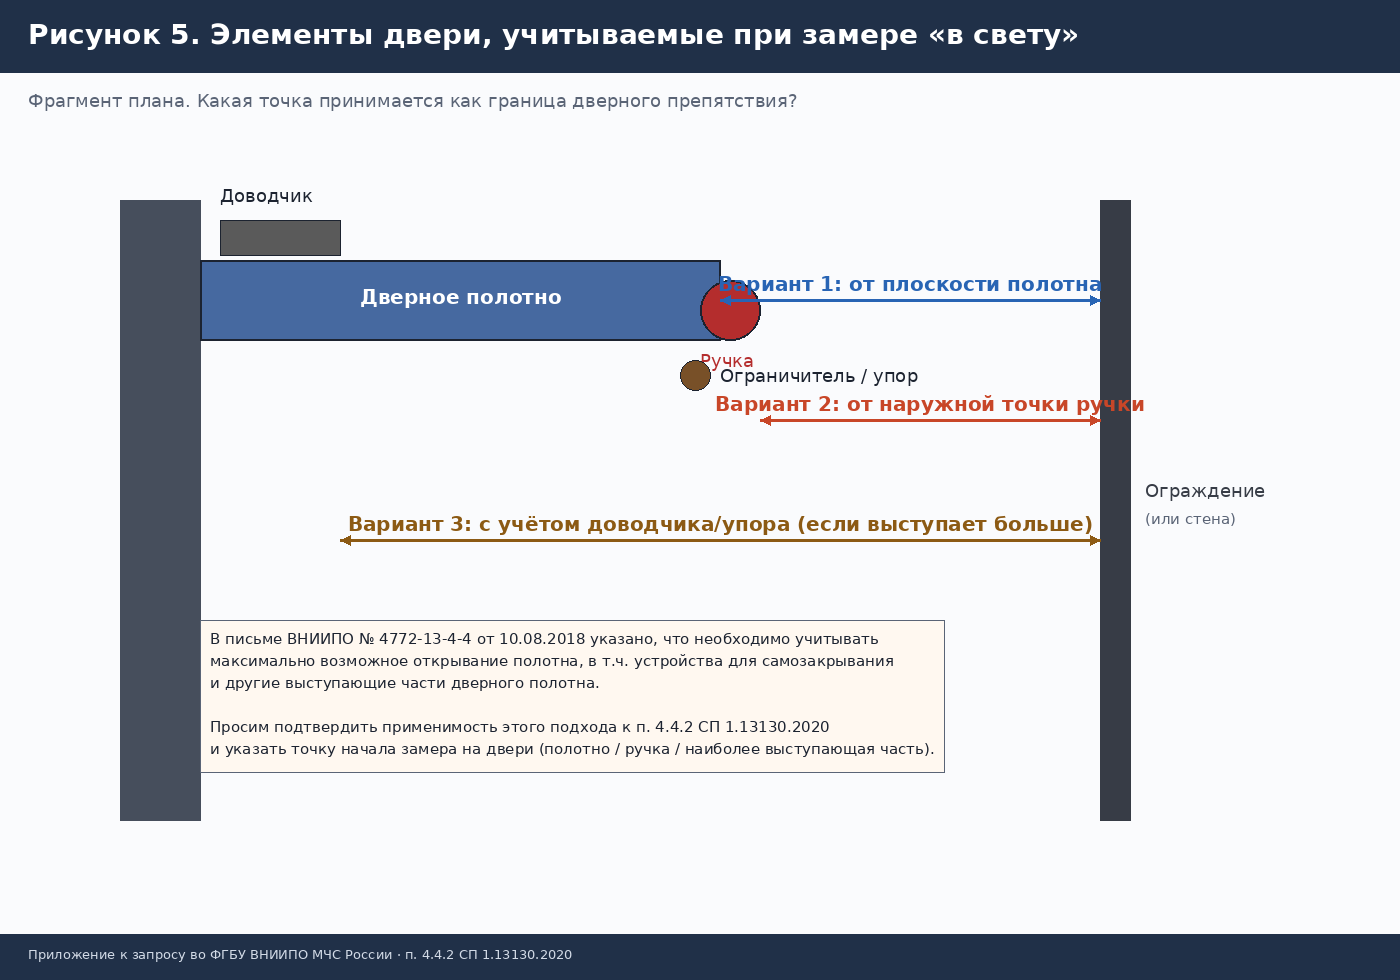 Рисунок 5. Элементы двери, учитываемые при замере «в свету»
Фрагмент плана. Какая точка принимается как граница дверного препятствия?
Доводчик
Дверное полотно
Вариант 1: от плоскости полотна
Ручка
Ограничитель / упор
Вариант 2: от наружной точки ручки
Ограждение
(или стена)
Вариант 3: с учётом доводчика/упора (если выступает больше)
В письме ВНИИПО № 4772-13-4-4 от 10.08.2018 указано, что необходимо учитывать
максимально возможное открывание полотна, в т.ч. устройства для самозакрывания
и другие выступающие части дверного полотна.
Просим подтвердить применимость этого подхода к п. 4.4.2 СП 1.13130.2020
и указать точку начала замера на двери (полотно / ручка / наиболее выступающая часть).
Приложение к запросу во ФГБУ ВНИИПО МЧС России · п. 4.4.2 СП 1.13130.2020